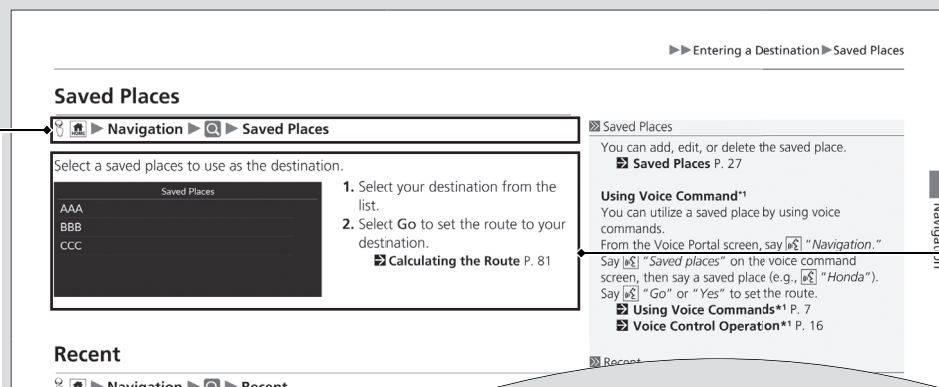 ▶▶Entering a Destination▶Saved Places
Saved Places
HOME ▶ Navigation ▶ ▶ Saved Places
Select a saved places to use as the destination.
Saved Places
AAA
BBB
CCC
1. Select your destination from the
list.
2. Select Go to set the route to your
destination.
Calculating the Route P. 81
Saved Places
You can add, edit, or delete the saved place.
Saved Places P. 27
Using Voice Command*1
You can utilize a saved place by using voice
commands.
From the Voice Portal screen, say "Navigation."
Say "Saved places" on the voice command
screen, then say a saved place (e.g., "Honda").
Say "Go" or "Yes" to set the route.
Using Voice Commands*1 P. 7
Voice Control Operation*1 P. 16
Navigation
Recent
▶ Navigation ▶ ▶ Recent
Recent